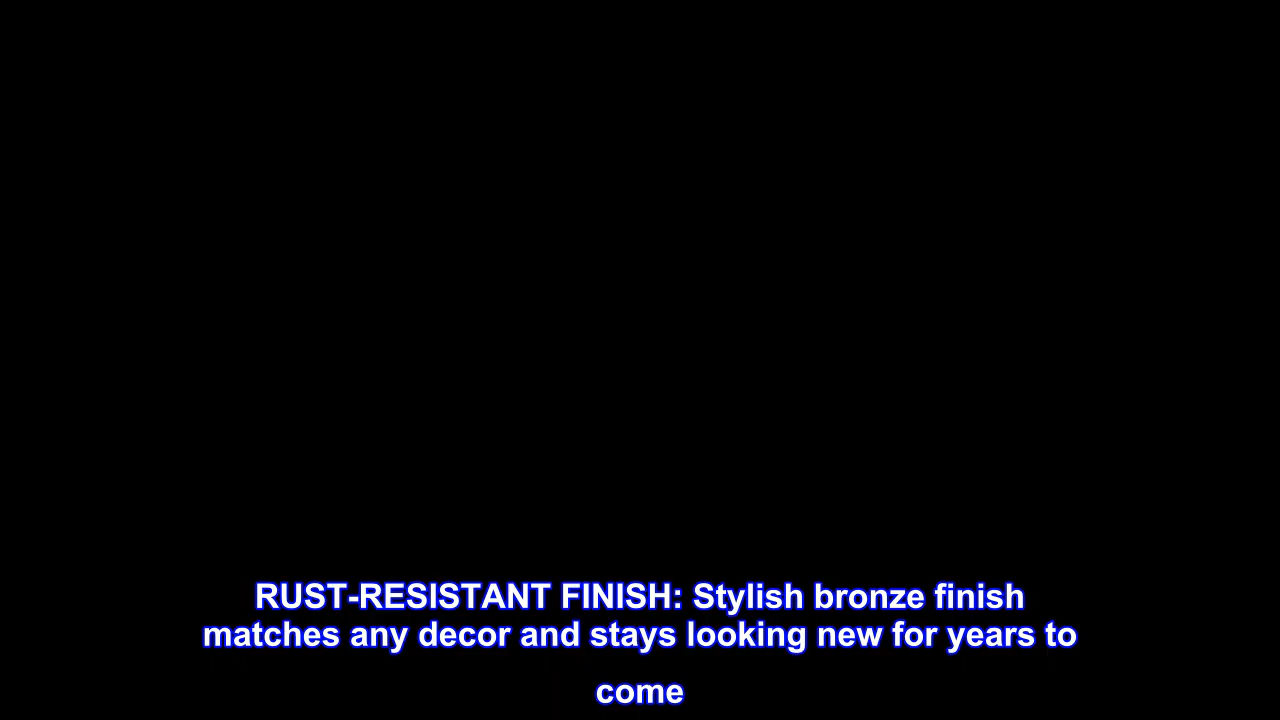 RUST-RESISTANT FINISH: Stylish bronze finish
matches any decor and stays looking new for years to
come